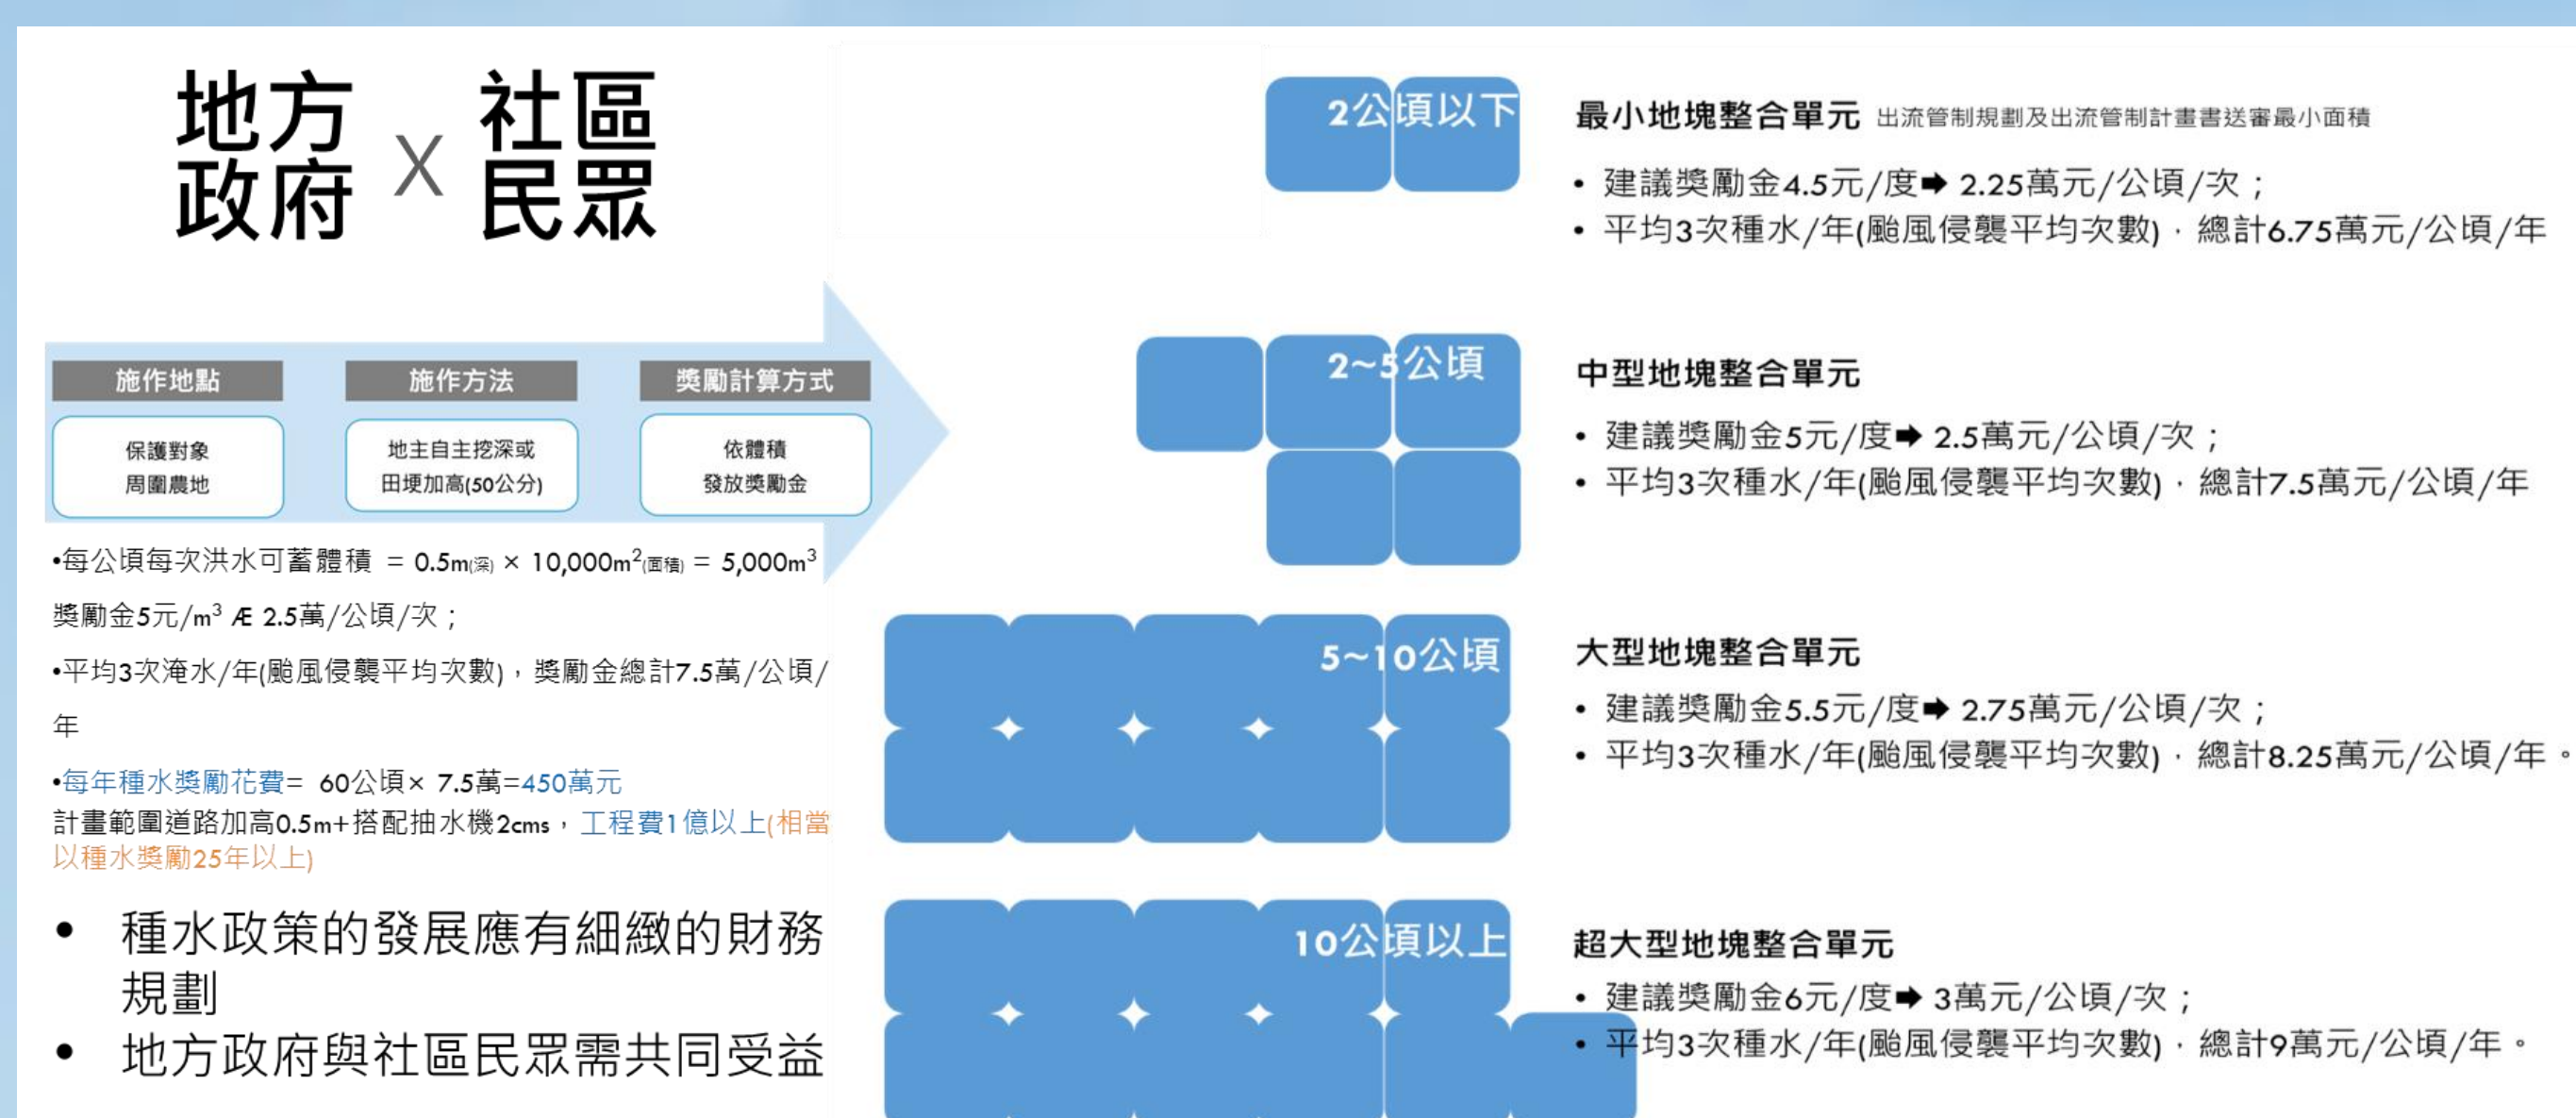 地方
政府
X
社區
民眾
施作地點
保護對象
周圍農地
施作方法
地主自主挖深或
田埂加高(50公分)
獎勵計算方式
依體積
發放獎勵金
•每公頃每次洪水可蓄體積 = 0.5m(深) × 10,000m²(面積) = 5,000m³
獎勵金5元/m³ Æ 2.5萬/公頃/次；
•平均3次淹水/年(颱風侵襲平均次數)，獎勵金總計7.5萬/公頃/
年
•每年種水獎勵花費= 60公頃× 7.5萬=450萬元
計畫範圍道路加高0.5m+搭配抽水機2cms，工程費1億以上(相當
以種水獎勵25年以上)
• 種水政策的發展應有細緻的財務
規劃
• 地方政府與社區民眾需共同受益
2公頃以下
最小地塊整合單元 出流管制規劃及出流管制計畫書送審最小面積
• 建議獎勵金4.5元/度➡ 2.25萬元/公頃/次；
• 平均3次種水/年(颱風侵襲平均次數)，總計6.75萬元/公頃/年
2~5公頃
中型地塊整合單元
• 建議獎勵金5元/度➡ 2.5萬元/公頃/次；
• 平均3次種水/年(颱風侵襲平均次數)，總計7.5萬元/公頃/年
5~10公頃
大型地塊整合單元
• 建議獎勵金5.5元/度➡ 2.75萬元/公頃/次；
• 平均3次種水/年(颱風侵襲平均次數)，總計8.25萬元/公頃/年。
10公頃以上
超大型地塊整合單元
• 建議獎勵金6元/度➡ 3萬元/公頃/次；
• 平均3次種水/年(颱風侵襲平均次數)，總計9萬元/公頃/年。